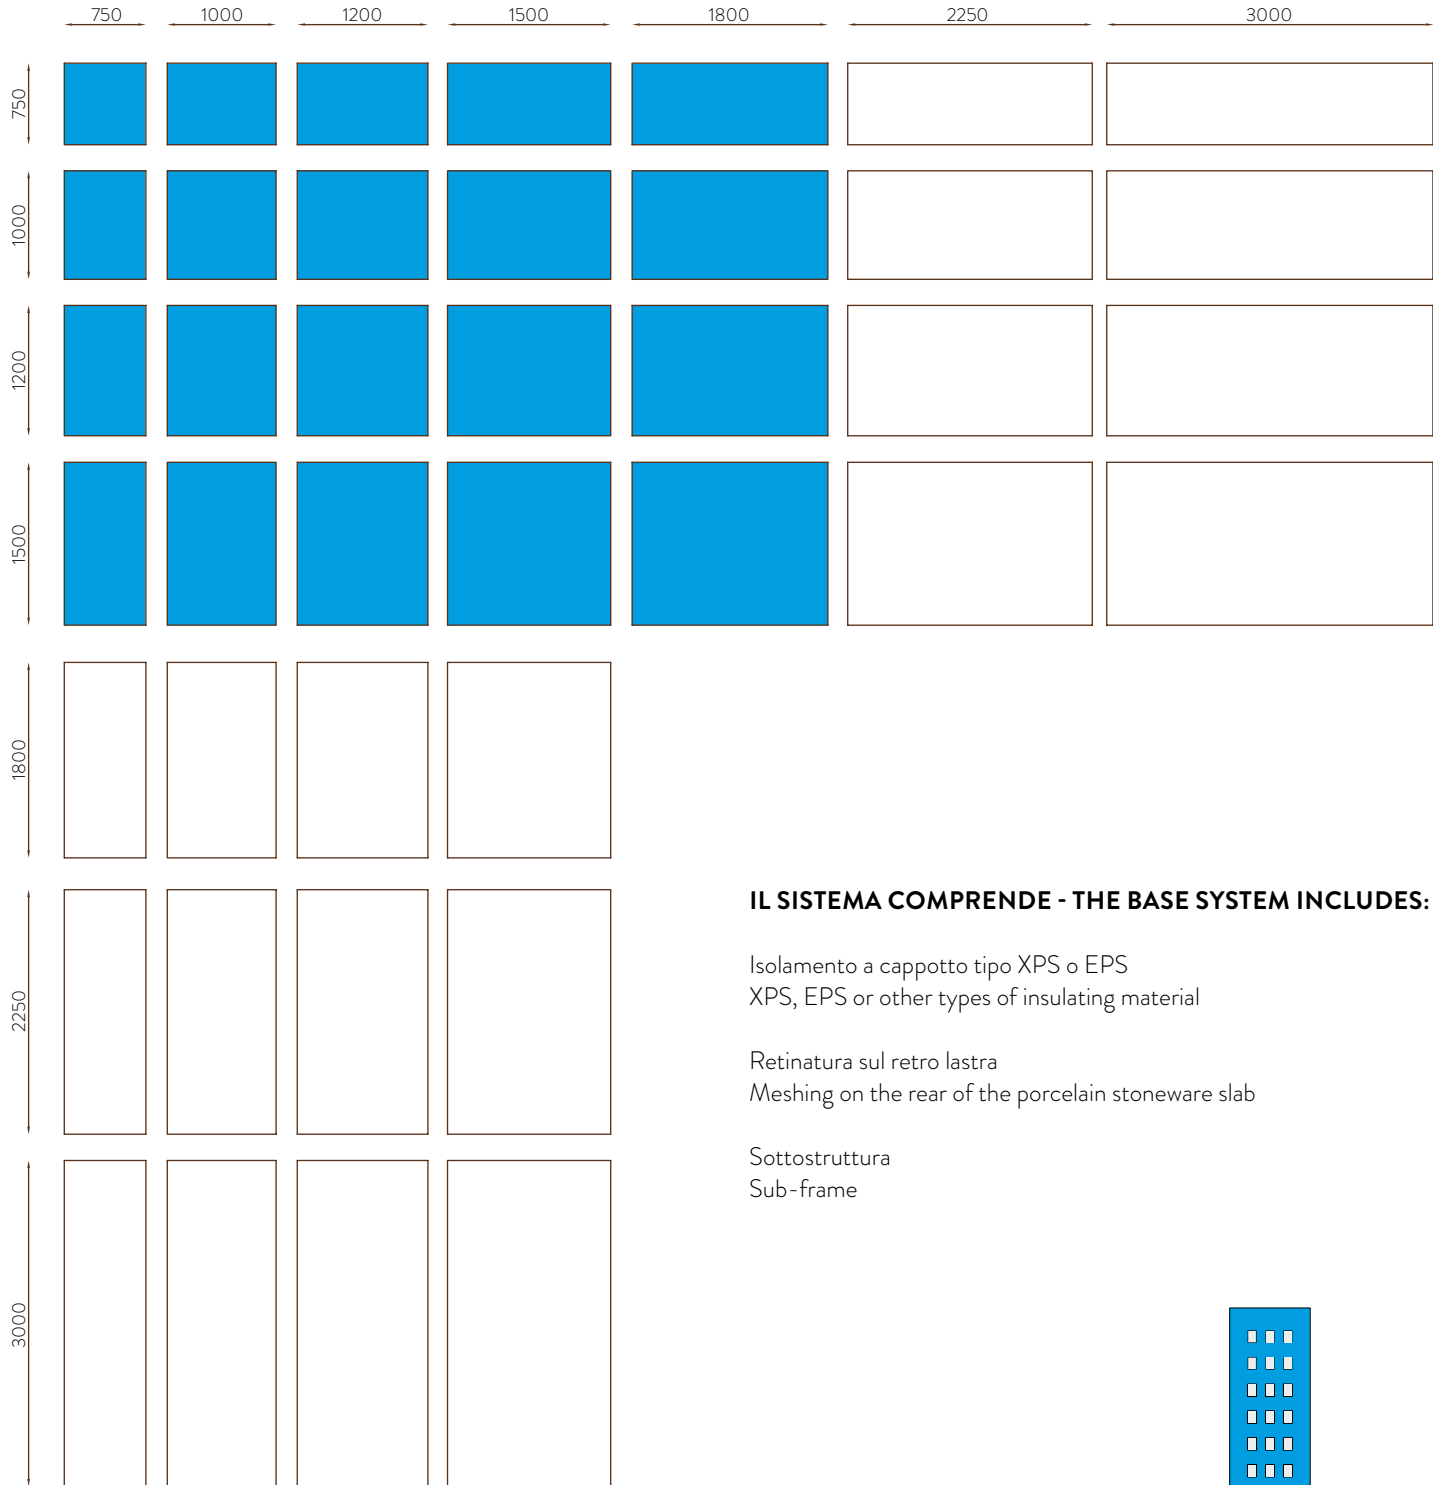 750 1000 1200 1500 1800 2250 3000
750
1000
1200
1500
1800
2250
3000
IL SISTEMA COMPRENDE - THE BASE SYSTEM INCLUDES:
Isolamento a cappotto tipo XPS o EPS
XPS, EPS or other types of insulating material
Retinatura sul retro lastra
Meshing on the rear of the porcelain stoneware slab
Sottostruttura
Sub-frame